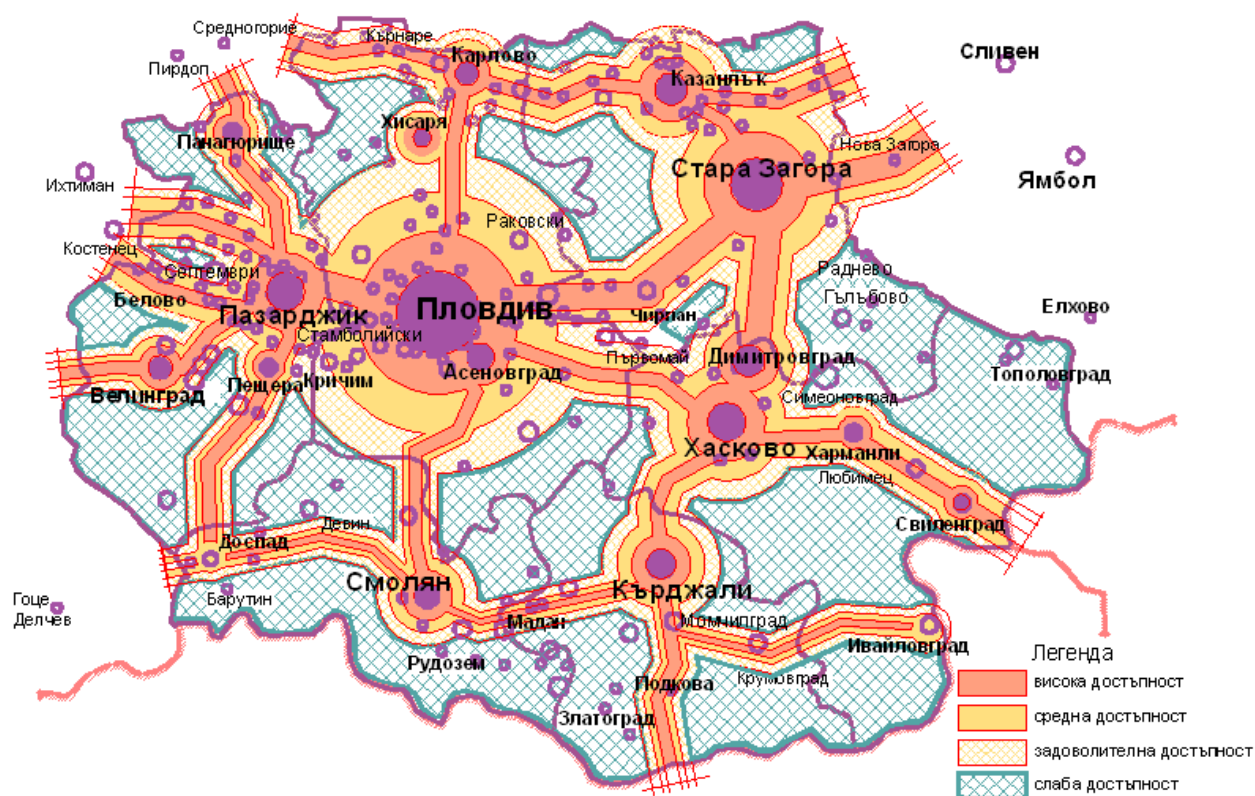 Средногорие
Пирдоп
Кърнаре
Карлово
Казанлък
Сливен
Хисаря
Панагюрище
Стара Загора
Нова Загора
Ямбол
Ихтиман
Раковски
Костенец
Септември
Белово
Пазарджик
Пловдив
Стамболийски
Чирпан
Раднево
Гълъбово
Елхово
Първомай
Димитровград
Тополовград
Велинград
Пещера
Кричим
Асеновград
Симеоновград
Хасково
Харманли
Любимец
Свиленград
Девин
Доспад
Смолян
Барутин
Гоце
Делчев
Кърджали
Мадан
Момчилград
Ивайловград
Рудозем
Подкова
Крумовград
Златоград
Легенда
висока достъпност
средна достъпност
задоволителна достъпност
слаба достъпност